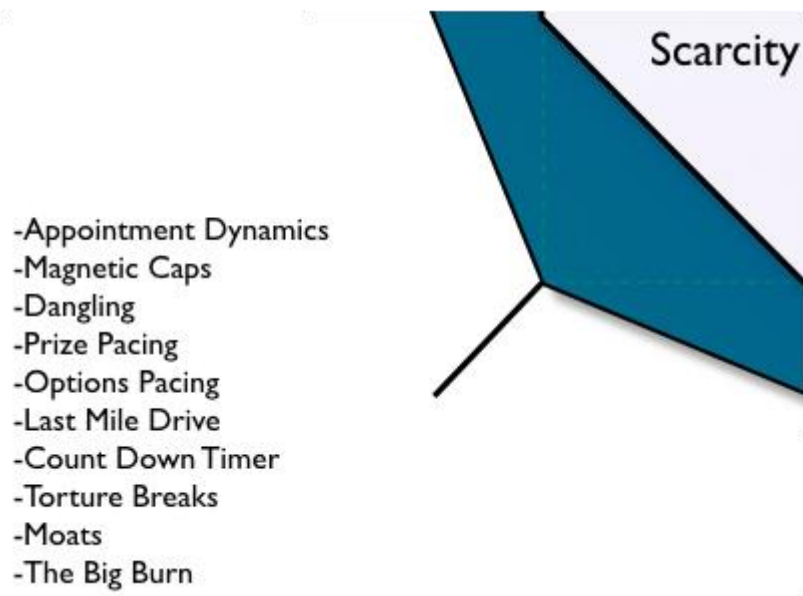 Scarcity
-Appointment Dynamics
-Magnetic Caps
-Dangling
-Prize Pacing
-Options Pacing
-Last Mile Drive
-Count Down Timer
-Torture Breaks
-Moats
-The Big Burn